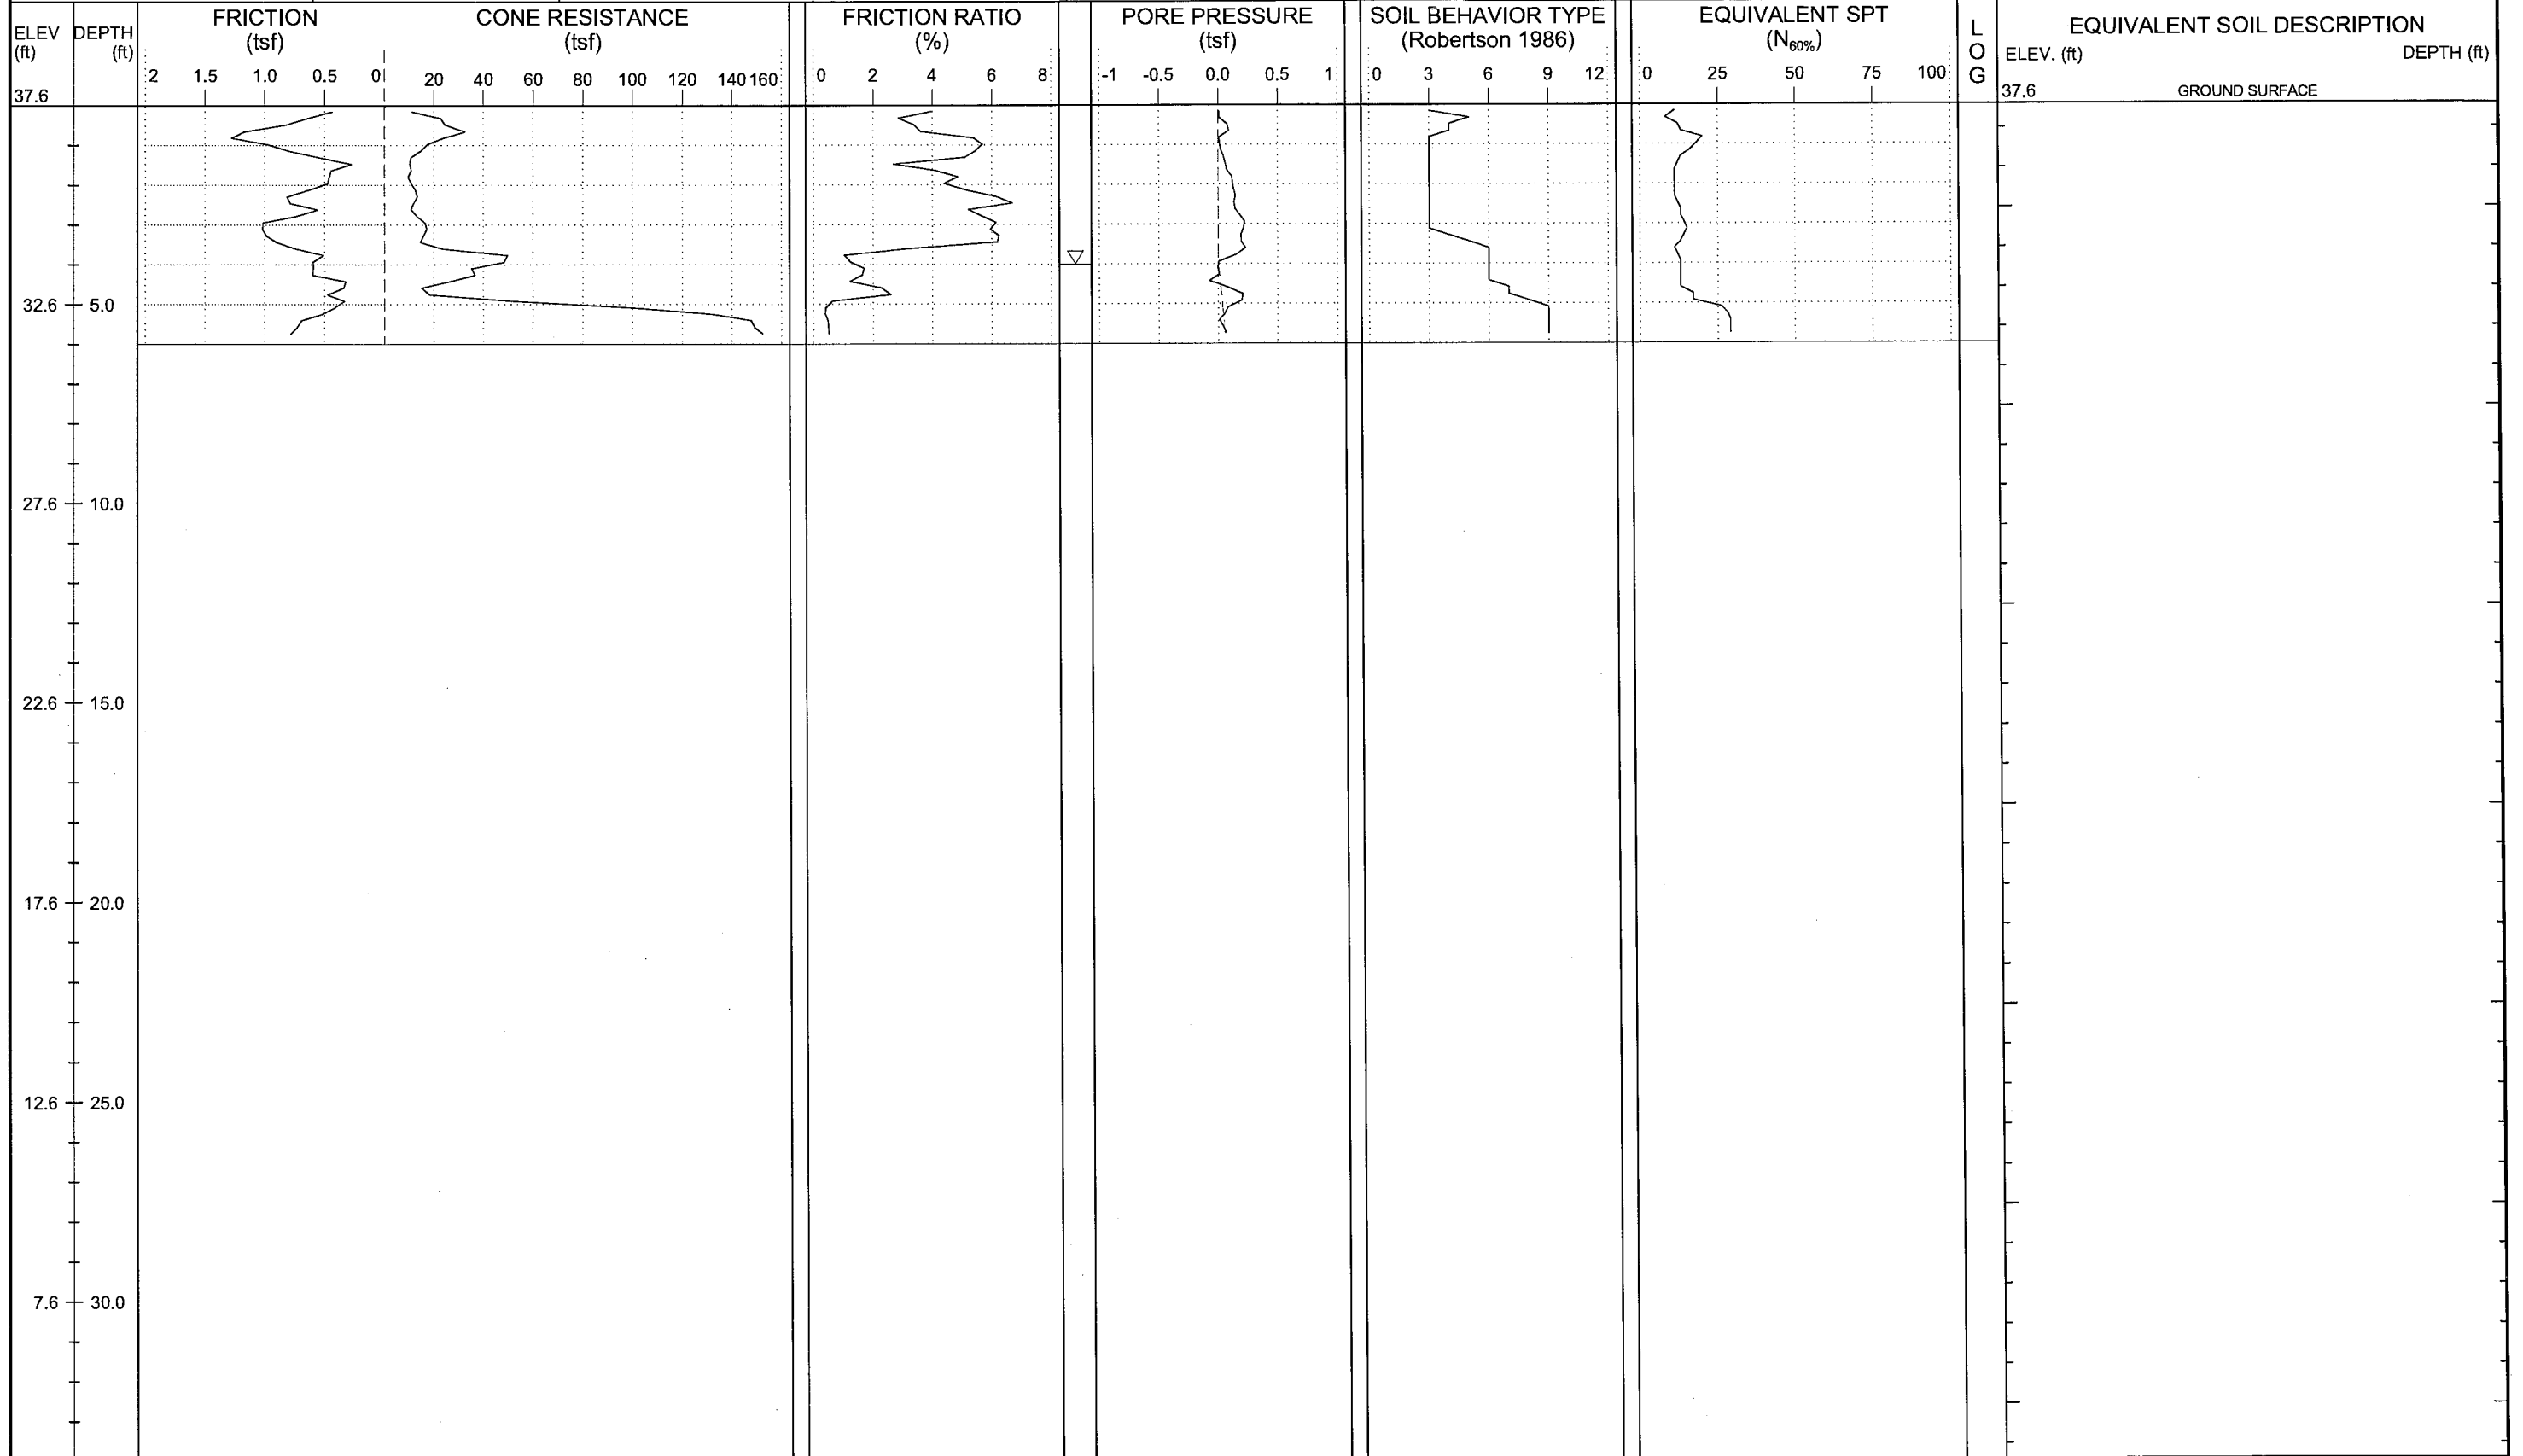 ELEV (ft)
DEPTH (ft)
FRICTION (tsf)
CONE RESISTANCE (tsf)
FRICTION RATIO (%)
PORE PRESSURE (tsf)
SOIL BEHAVIOR TYPE (Robertson 1986)
EQUIVALENT SPT (N60%)
LOG
EQUIVALENT SOIL DESCRIPTION
ELEV. (ft) DEPTH (ft)
2 1.5 1.0 0.5 0
20 40 60 80 100 120 140 160
0 2 4 6 8
-1 -0.5 0.0 0.5 1
0 3 6 9 12
0 25 50 75 100
37.6
37.6 GROUND SURFACE
32.6 5.0
27.6 10.0
22.6 15.0
17.6 20.0
12.6 25.0
7.6 30.0